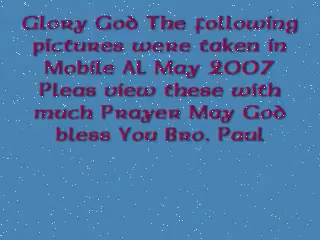 Glory God The following
pictures were taken in
Mobile AL May 2007
Pleas view these with
much Prayer May God
bless You Bro. Paul